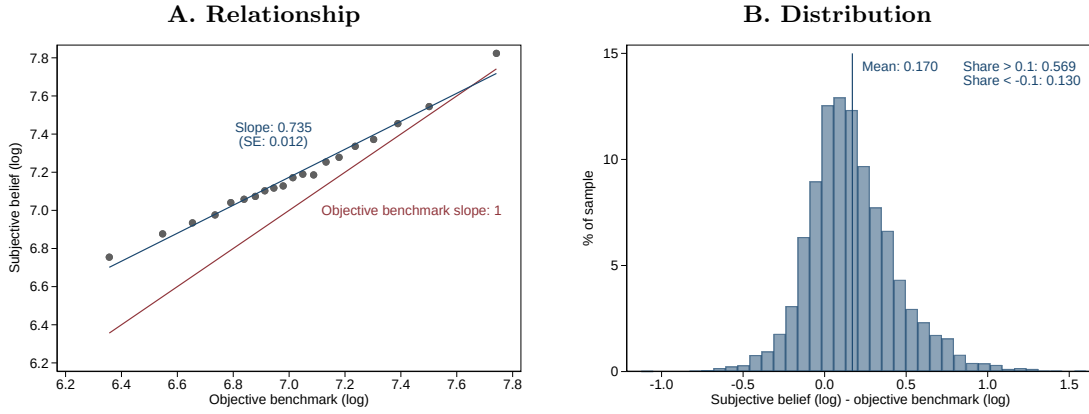 A. Relationship
7.8
7.6
7.4
7.2
7.0
6.8
6.6
6.4
6.2
Subjective belief (log)
Slope: 0.735
(SE: 0.012)
Objective benchmark slope: 1
6.2 6.4 6.6 6.8 7.0 7.2 7.4 7.6 7.8
Objective benchmark (log)
B. Distribution
15
10
5
0
% of sample
Mean: 0.170
Share > 0.1: 0.569
Share < -0.1: 0.130
-1.0 -0.5 0.0 0.5 1.0 1.5
Subjective belief (log) - objective benchmark (log)